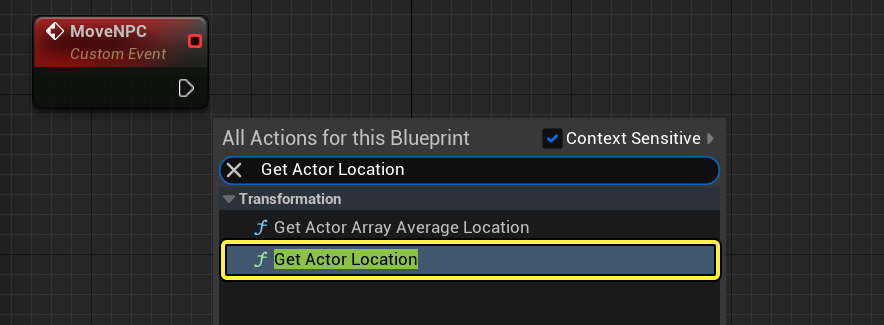 MoveNPC
Custom Event
All Actions for this Blueprint
Context Sensitive
Get Actor Location
Transformation
Get Actor Array Average Location
Get Actor Location